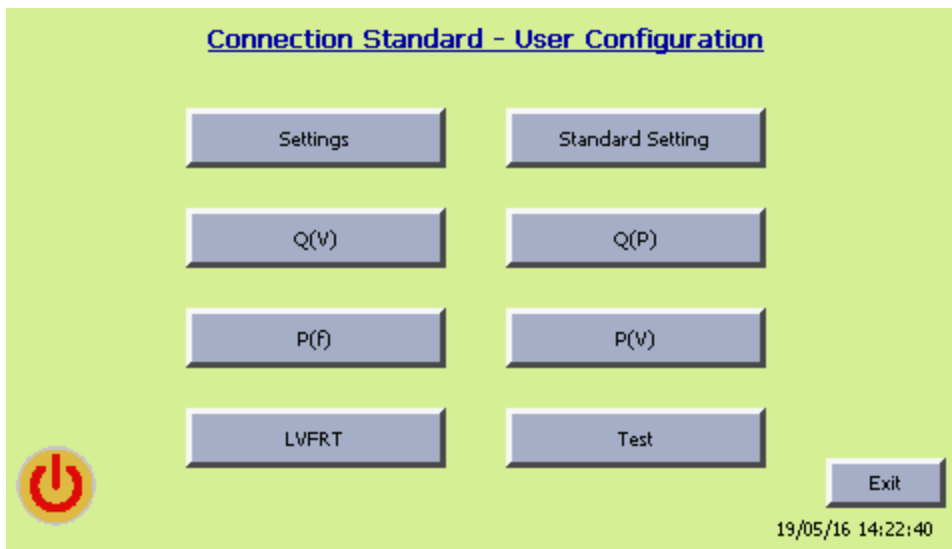 Connection Standard - User Configuration
Settings
Standard Setting
Q(V)
Q(P)
P(f)
P(V)
LVFRT
Test
Exit
19/05/16 14:22:40